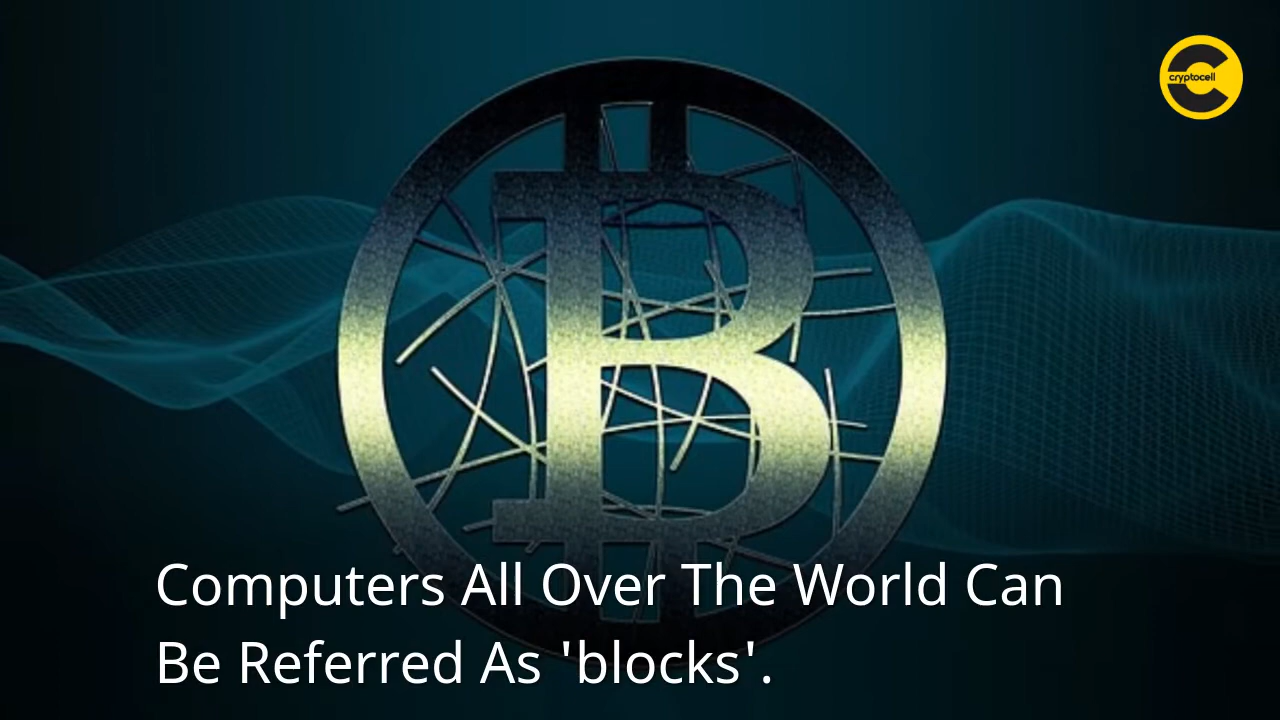 cryptocell
Computers All Over The World Can
Be Referred As 'blocks'.